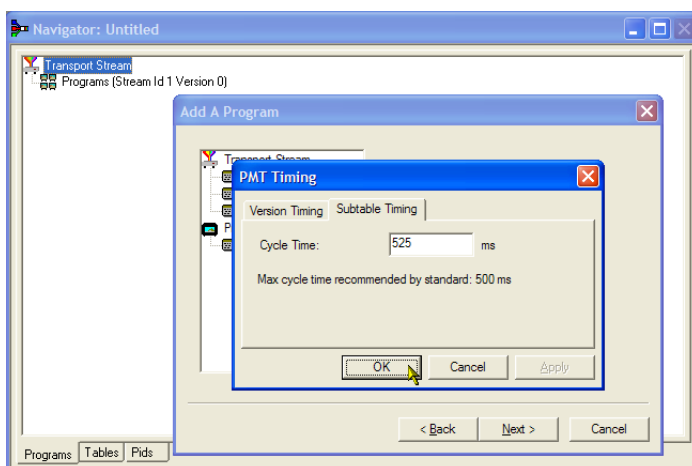 Navigator: Untitled
Transport Stream
Programs (Stream Id 1 Version 0)
Add A Program
Transport Stream
PMT Timing
Version Timing
Subtable Timing
Cycle Time:
525
ms
Max cycle time recommended by standard: 500 ms
OK
Cancel
Apply
< Back
Next >
Cancel
Programs
Tables
Pids